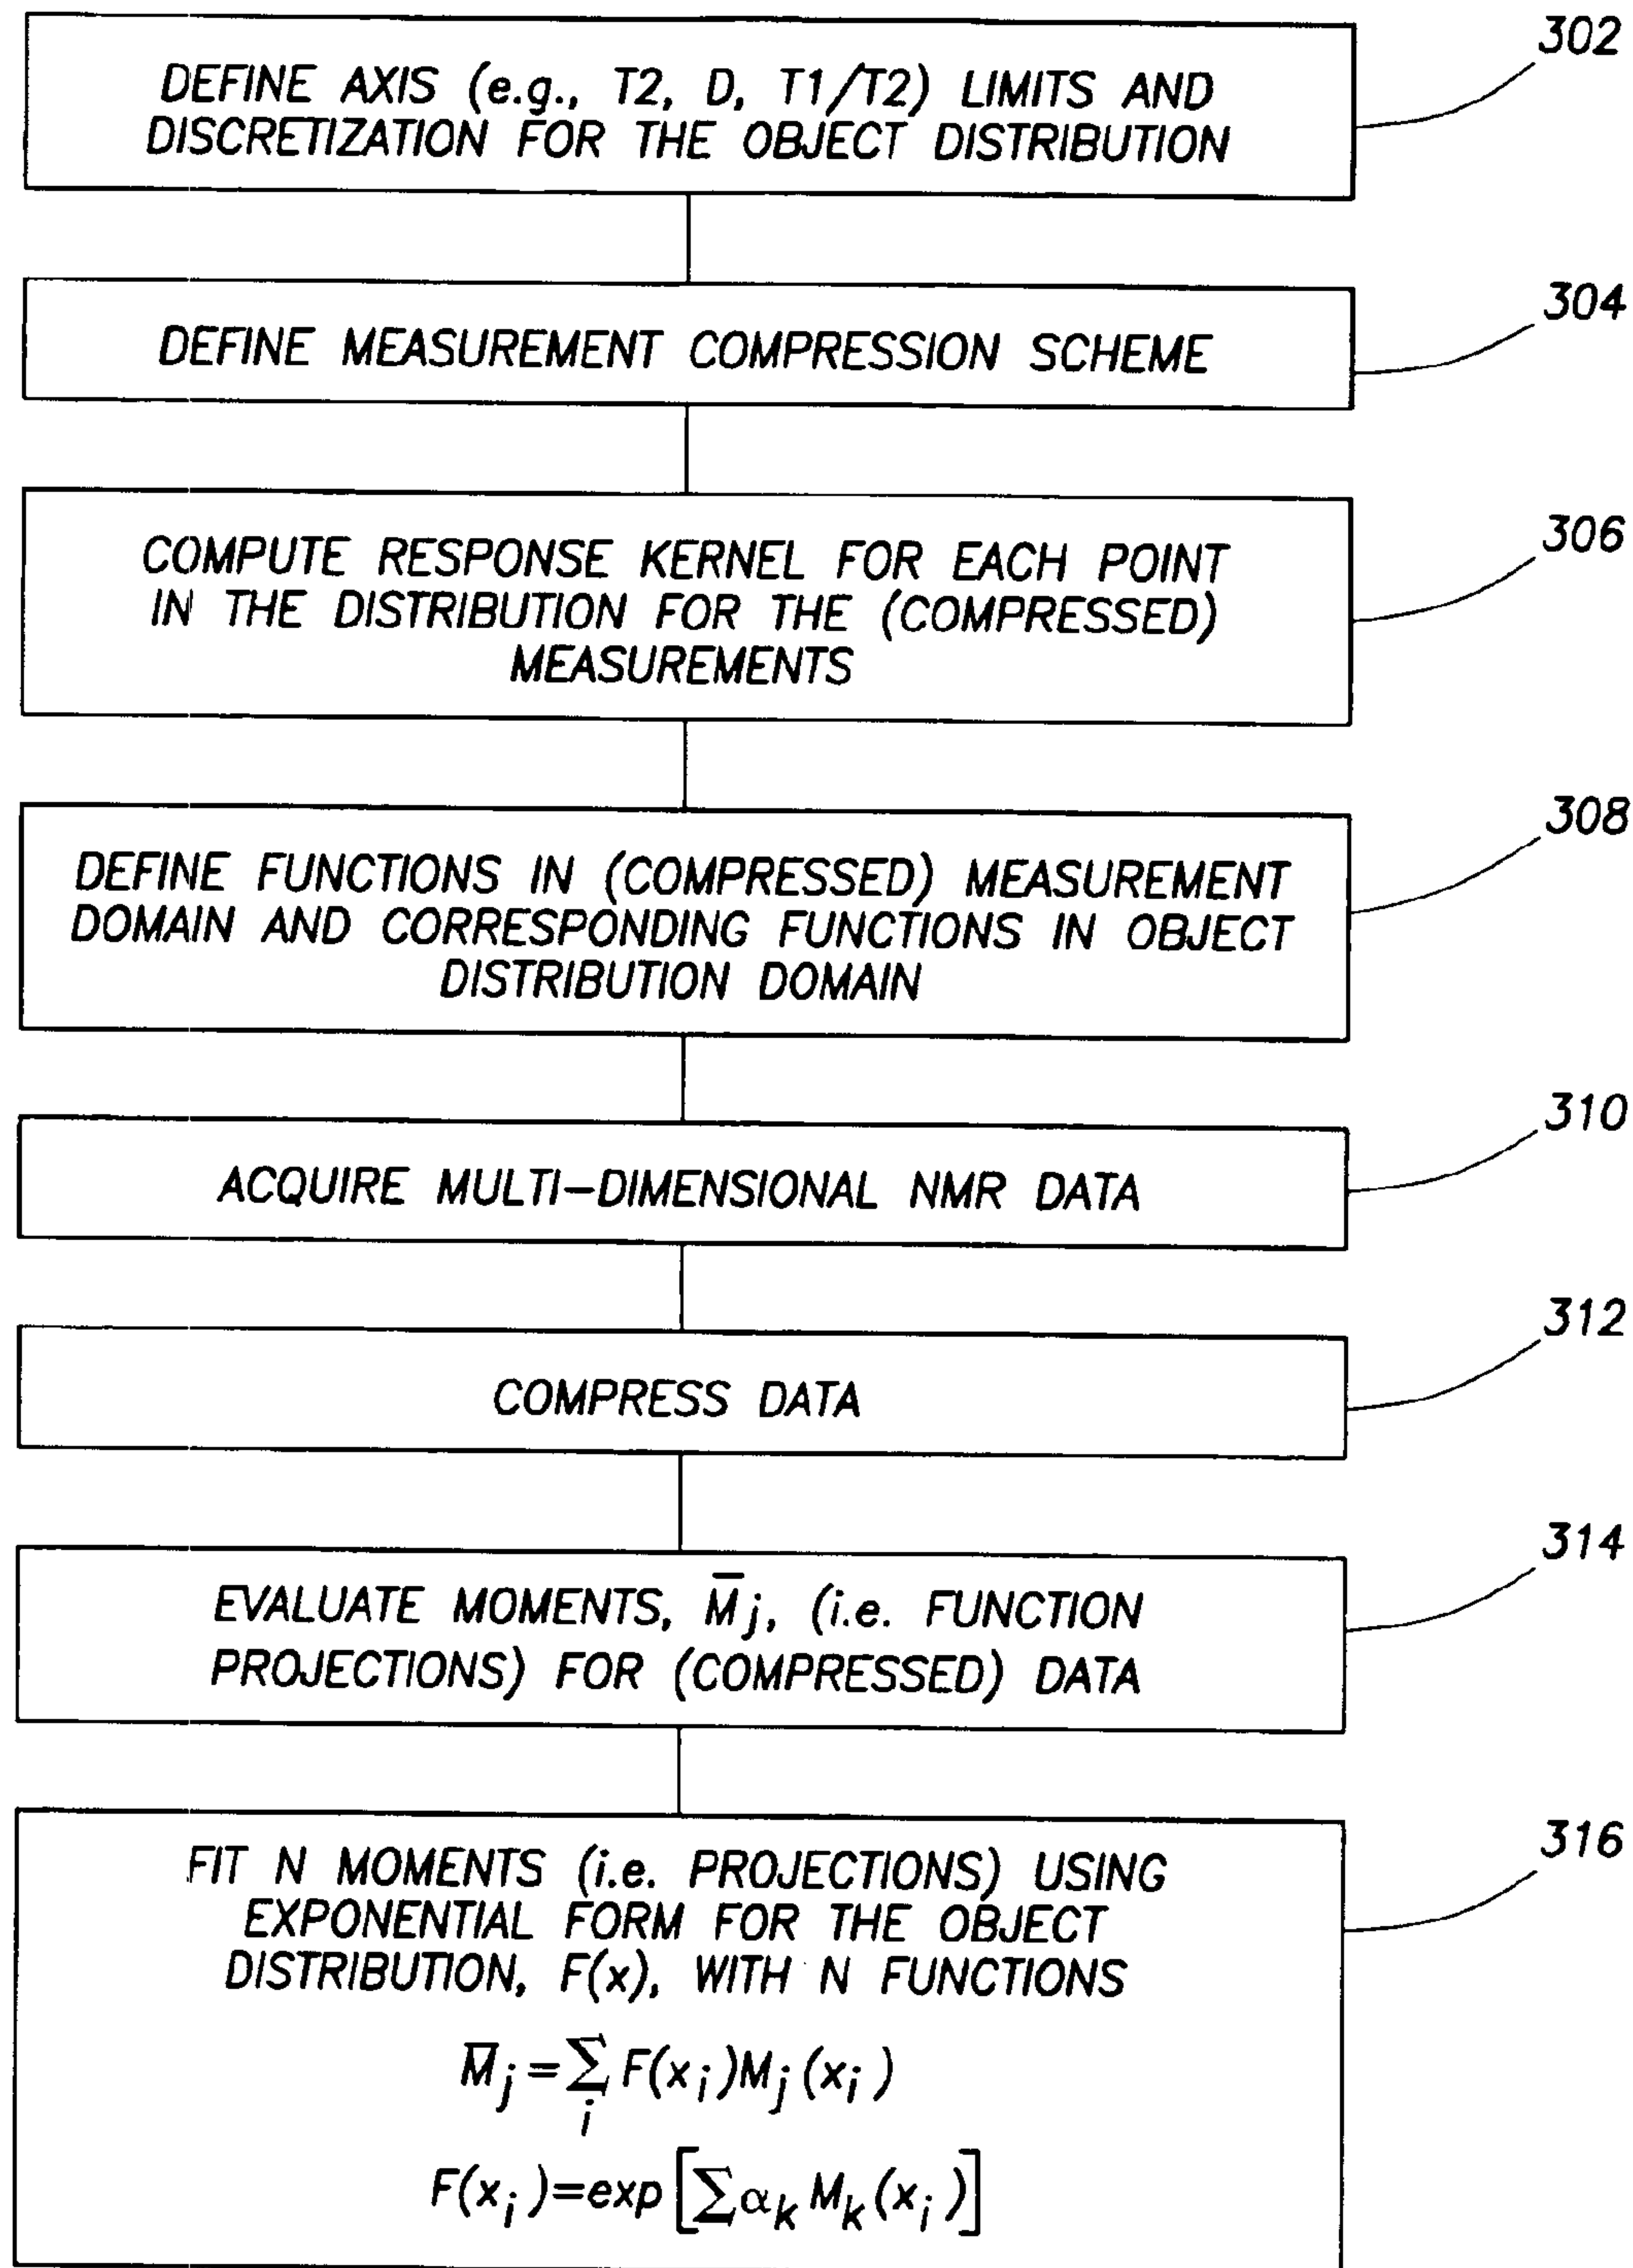 302
DEFINE AXIS (e.g., T2, D, T1/T2) LIMITS AND
DISCRETIZATION FOR THE OBJECT DISTRIBUTION
304
DEFINE MEASUREMENT COMPRESSION SCHEME
306
COMPUTE RESPONSE KERNEL FOR EACH POINT
IN THE DISTRIBUTION FOR THE (COMPRESSED)
MEASUREMENTS
308
DEFINE FUNCTIONS IN (COMPRESSED) MEASUREMENT
DOMAIN AND CORRESPONDING FUNCTIONS IN OBJECT
DISTRIBUTION DOMAIN
310
ACQUIRE MULTI-DIMENSIONAL NMR DATA
312
COMPRESS DATA
314
EVALUATE MOMENTS, M̅j, (i.e. FUNCTION
PROJECTIONS) FOR (COMPRESSED) DATA
316
FIT N MOMENTS (i.e. PROJECTIONS) USING
EXPONENTIAL FORM FOR THE OBJECT
DISTRIBUTION, F(x), WITH N FUNCTIONS
M̅j=∑i F(xi)Mj(xi)
F(xi)=exp[∑αk Mk(xi)]